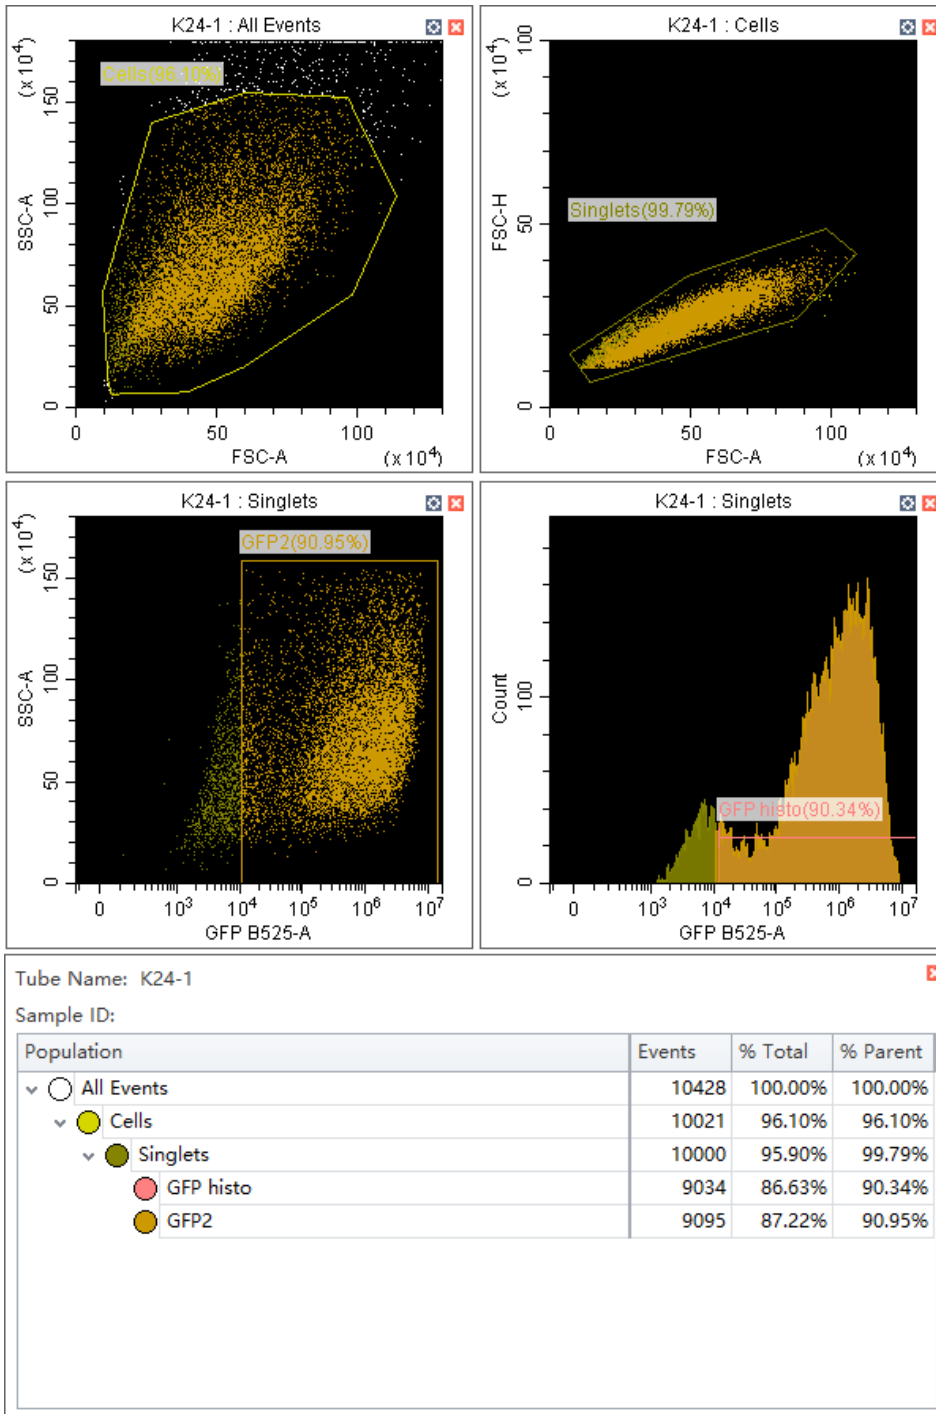 K24-1 : All Events
(x 10⁴)
Cells(96.10%)
150
100
50
0
SSC-A
0 50 100
FSC-A (x 10⁴)
K24-1 : Cells
(x 10⁴)
100
Singlets(99.79%)
50
0
FSC-H
0 50 100
FSC-A (x 10⁴)
K24-1 : Singlets
(x 10⁴)
GFP2(90.95%)
150
100
50
0
SSC-A
0 10³ 10⁴ 10⁵ 10⁶ 10⁷
GFP B525-A
K24-1 : Singlets
100
GFP histo(90.34%)
0
Count
0 10³ 10⁴ 10⁵ 10⁶ 10⁷
GFP B525-A
Tube Name: K24-1
Sample ID:
Population Events % Total % Parent
All Events 10428 100.00% 100.00%
Cells 10021 96.10% 96.10%
Singlets 10000 95.90% 99.79%
GFP histo 9034 86.63% 90.34%
GFP2 9095 87.22% 90.95%